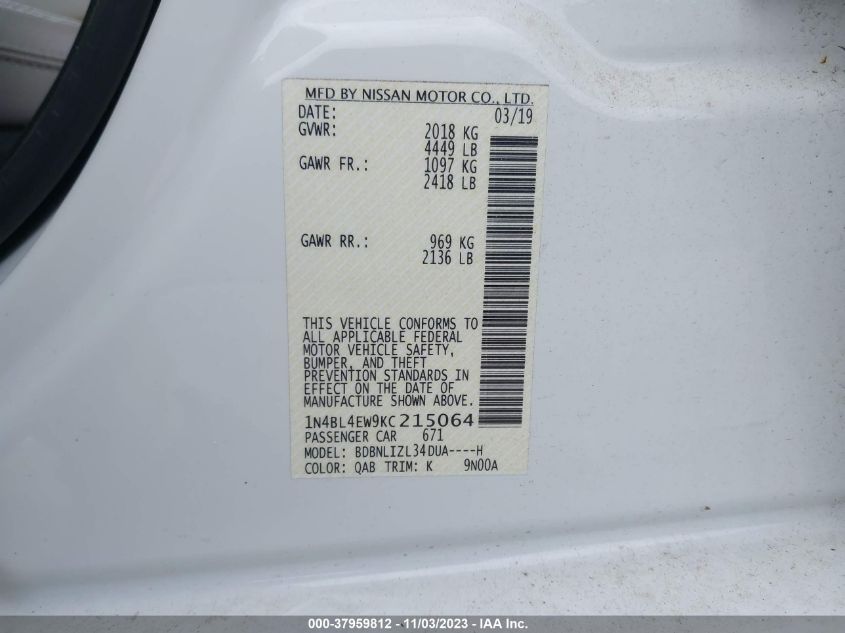 MFD BY NISSAN MOTOR CO., LTD.
DATE: 03/19
GVWR: 2018 KG
4449 LB
GAWR FR.: 1097 KG
2418 LB
GAWR RR.: 969 KG
2136 LB
THIS VEHICLE CONFORMS TO
ALL APPLICABLE FEDERAL
MOTOR VEHICLE SAFETY,
BUMPER, AND THEFT
PREVENTION STANDARDS IN
EFFECT ON THE DATE OF
MANUFACTURE SHOWN ABOVE.
1N4BL4EW9KC215064
PASSENGER CAR 671
MODEL: BDBNLIZL34DUA----H
COLOR: QAB TRIM: K 9N00A
000-37959812 - 11/03/2023 - IAA Inc.